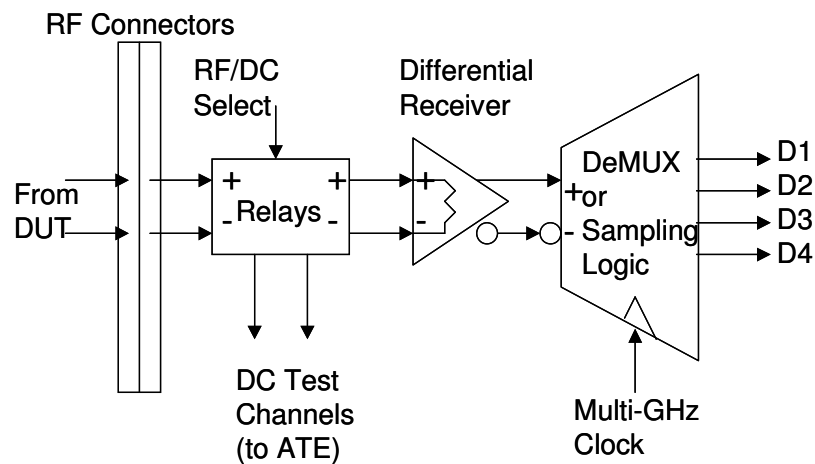 RF Connectors
RF/DC
Select
Differential
Receiver
From
DUT
+ +
Relays
- -
+
-
DeMUX
+or
- Sampling
Logic
D1
D2
D3
D4
DC Test
Channels
(to ATE)
Multi-GHz
Clock